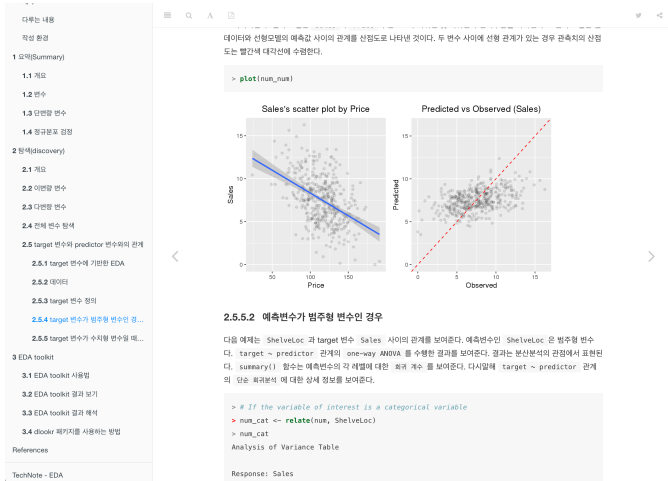 다루는 내용
작성 환경
1 요약(Summary)
1.1 개요
1.2 변수
1.3 단변량 변수
1.4 정규분포 검정
2 탐색(discovery)
2.1 개요
2.2 이변량 변수
2.3 다변량 변수
2.4 전체 변수 탐색
2.5 target 변수와 predictor 변수와의 관계
2.5.1 target 변수에 기반한 EDA
2.5.2 데이터
2.5.3 target 변수 정의
2.5.4 target 변수가 범주형 변수인 경...
2.5.5 target 변수가 수치형 변수일 때...
3 EDA toolkit
3.1 EDA toolkit 사용법
3.2 EDA toolkit 결과 보기
3.3 EDA toolkit 결과 해석
3.4 dlookr 패키지를 사용하는 방법
References
TechNote - EDA
A
데이터와 선형모델의 예측값 사이의 관계를 산점도로 나타낸 것이다. 두 변수 사이에 선형 관계가 있는 경우 관측치의 산점
도는 빨간색 대각선에 수렴한다.
> plot(num_num)
Sales's scatter plot by Price
Sales
15
10
5
0
50 100 150
Price
Predicted vs Observed (Sales)
Predicted
15
10
5
0
0 5 10 15
Observed
2.5.5.2 예측변수가 범주형 변수인 경우
다음 예제는 ShelveLoc 과 target 변수 Sales 사이의 관계를 보여준다. 예측변수인 ShelveLoc 은 범주형 변수
다. target ~ predictor 관계의 one-way ANOVA 를 수행한 결과를 보여준다. 결과는 분산분석의 관점에서 표현된
다. summary() 함수는 예측변수의 각 레벨에 대한 회귀 계수 를 보여준다. 다시말해 target ~ predictor 관계
의 단순 회귀분석 에 대한 상세 정보를 보여준다.
> # If the variable of interest is a categorical variable
> num_cat <- relate(num, ShelveLoc)
> num_cat
Analysis of Variance Table
Response: Sales